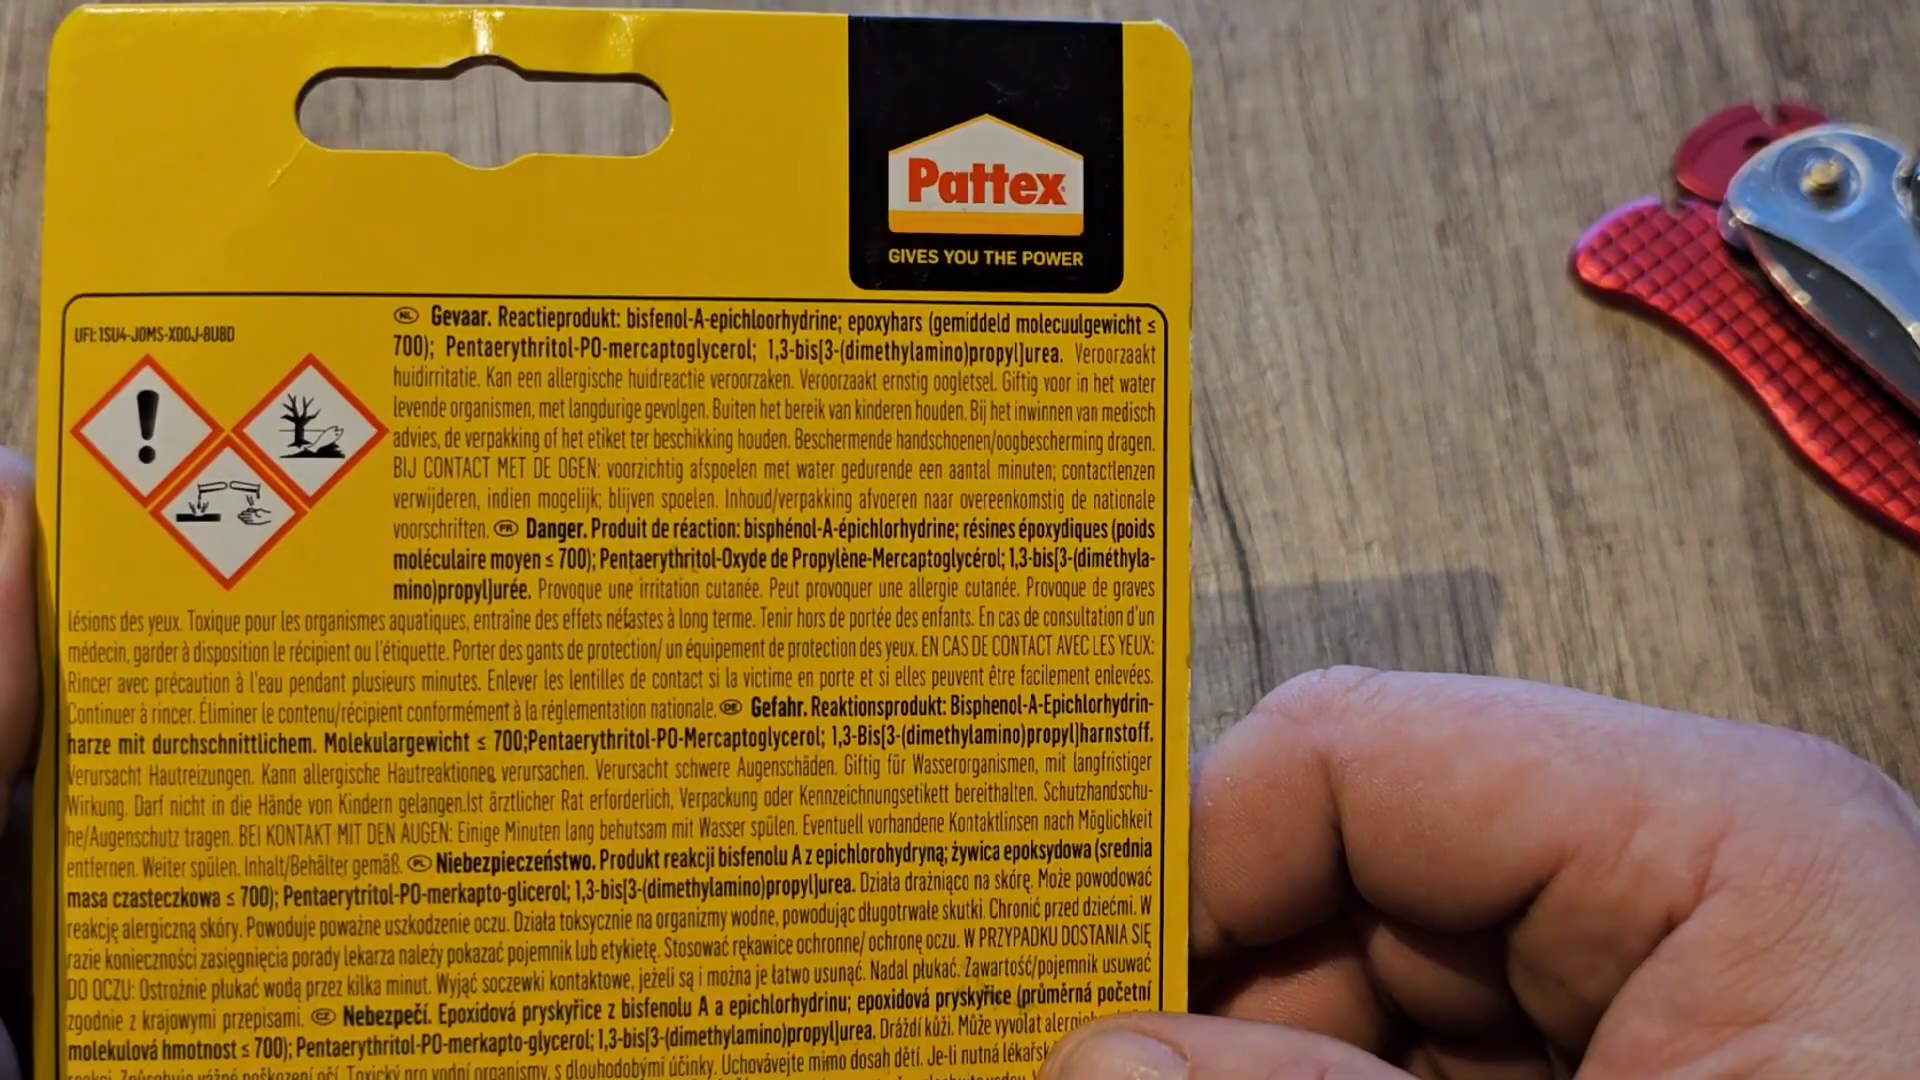 Pattex
GIVES YOU THE POWER
UFI: 1SU4-J0MS-X00J-8U8D
NL Gevaar. Reactieprodukt: bisfenol-A-epichloorhydrine; epoxyhars (gemiddeld molecuulgewicht ≤
700); Pentaerythritol-PO-mercaptoglycerol; 1,3-bis[3-(dimethylamino)propyl]urea. Veroorzaakt
huidirritatie. Kan een allergische huidreactie veroorzaken. Veroorzaakt ernstig oogletsel. Giftig voor in het water
levende organismen, met langdurige gevolgen. Buiten het bereik van kinderen houden. Bij het inwinnen van medisch
advies, de verpakking of het etiket ter beschikking houden. Beschermende handschoenen/oogbescherming dragen.
BIJ CONTACT MET DE OGEN: voorzichtig afspoelen met water gedurende een aantal minuten; contactlenzen
verwijderen, indien mogelijk; blijven spoelen. Inhoud/verpakking afvoeren naar overeenkomstig de nationale
voorschriften. FR Danger. Produit de réaction: bisphénol-A-épichlorhydrine; résines époxydiques (poids
moléculaire moyen ≤ 700); Pentaerythritol-Oxyde de Propylène-Mercaptoglycérol; 1,3-bis[3-(diméthyla-
mino)propyl]urée. Provoque une irritation cutanée. Peut provoquer une allergie cutanée. Provoque de graves
lésions des yeux. Toxique pour les organismes aquatiques, entraîne des effets néfastes à long terme. Tenir hors de portée des enfants. En cas de consultation d'un
médecin, garder à disposition le récipient ou l'étiquette. Porter des gants de protection/ un équipement de protection des yeux. EN CAS DE CONTACT AVEC LES YEUX:
Rincer avec précaution à l'eau pendant plusieurs minutes. Enlever les lentilles de contact si la victime en porte et si elles peuvent être facilement enlevées.
Continuer à rincer. Éliminer le contenu/récipient conformément à la réglementation nationale. DE Gefahr. Reaktionsprodukt: Bisphenol-A-Epichlorhydrin-
harze mit durchschnittlichem. Molekulargewicht ≤ 700;Pentaerythritol-PO-Mercaptoglycerol; 1,3-Bis[3-(dimethylamino)propyl]harnstoff.
Verursacht Hautreizungen. Kann allergische Hautreaktionen verursachen. Verursacht schwere Augenschäden. Giftig für Wasserorganismen, mit langfristiger
Wirkung. Darf nicht in die Hände von Kindern gelangen.Ist ärztlicher Rat erforderlich, Verpackung oder Kennzeichnungsetikett bereithalten. Schutzhandschu-
he/Augenschutz tragen. BEI KONTAKT MIT DEN AUGEN: Einige Minuten lang behutsam mit Wasser spülen. Eventuell vorhandene Kontaktlinsen nach Möglichkeit
entfernen. Weiter spülen. Inhalt/Behälter gemäß. PL Niebezpieczeństwo. Produkt reakcji bisfenolu A z epichlorohydryną; żywica epoksydowa (średnia
masa cząsteczkowa ≤ 700); Pentaerytritol-PO-merkapto-glicerol; 1,3-bis[3-(dimethylamino)propyl]urea. Działa drażniąco na skórę. Może powodować
reakcję alergiczną skóry. Powoduje poważne uszkodzenie oczu. Działa toksycznie na organizmy wodne, powodując długotrwałe skutki. Chronić przed dziećmi. W
razie konieczności zasięgnięcia porady lekarza należy pokazać pojemnik lub etykietę. Stosować rękawice ochronne/ ochronę oczu. W PRZYPADKU DOSTANIA SIĘ
DO OCZU: Ostrożnie płukać wodą przez kilka minut. Wyjąć soczewki kontaktowe, jeżeli są i można je łatwo usunąć. Nadal płukać. Zawartość/pojemnik usuwać
zgodnie z krajowymi przepisami. CZ Nebezpečí. Epoxidová pryskyřice z bisfenolu A a epichlorhydrinu; epoxidová pryskyřice (průměrná početní
molekulová hmotnost ≤ 700); Pentaerythritol-PO-merkapto-glycerol; 1,3-bis[3-(dimethylamino)propyl]urea. Dráždí kůži. Může vyvolat
Způsobuje vážné poškození očí. Toxický pro vodní organismy, s dlouhodobými účinky. Uchovávejte mimo dosah dětí. Je-li nutná